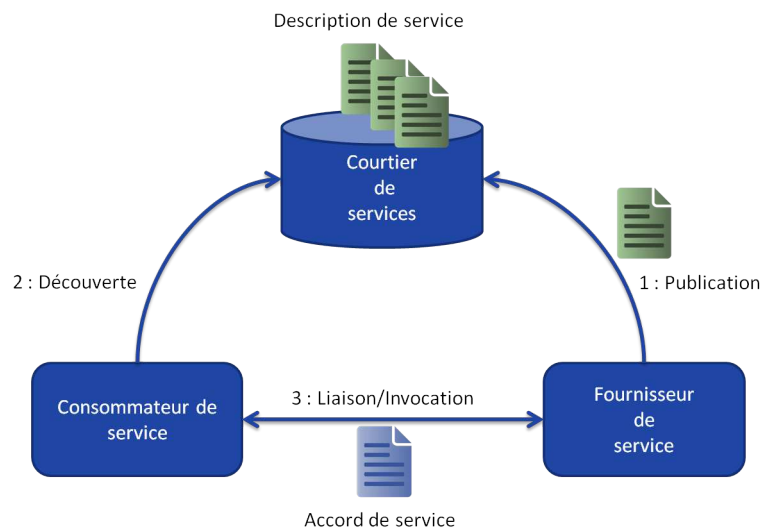 Description de service
Courtier
de
services
2 : Découverte
1 : Publication
Consommateur de
service
3 : Liaison/Invocation
Fournisseur
de
service
Accord de service